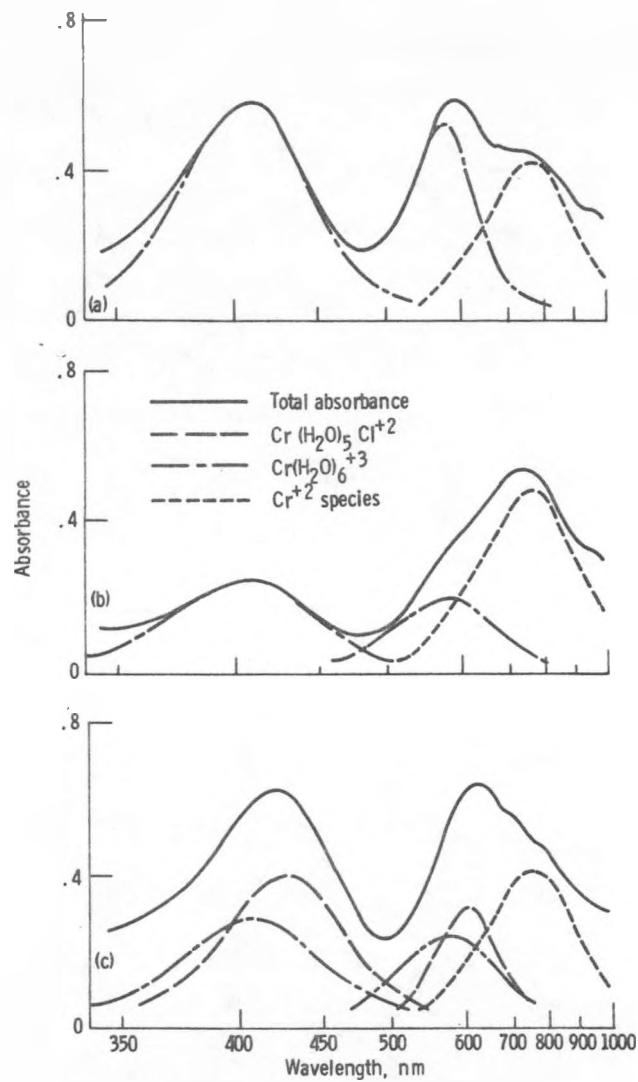 .8
.4
0
(a)
.8
Total absorbance
Cr (H₂O)₅ Cl⁺²
Cr(H₂O)₆⁺³
Cr⁺² species
.4
Absorbance
(b)
0
.8
.4
(c)
0
350 400 450 500 600 700 800 900 1000
Wavelength, nm